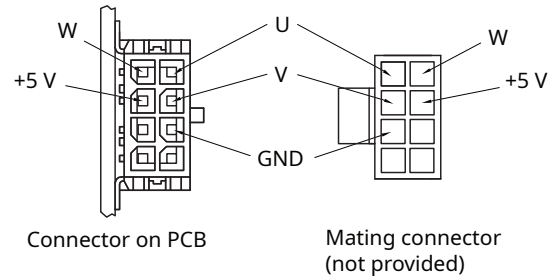 W
U
W
+5 V
V
+5 V
GND
Connector on PCB
Mating connector
(not provided)